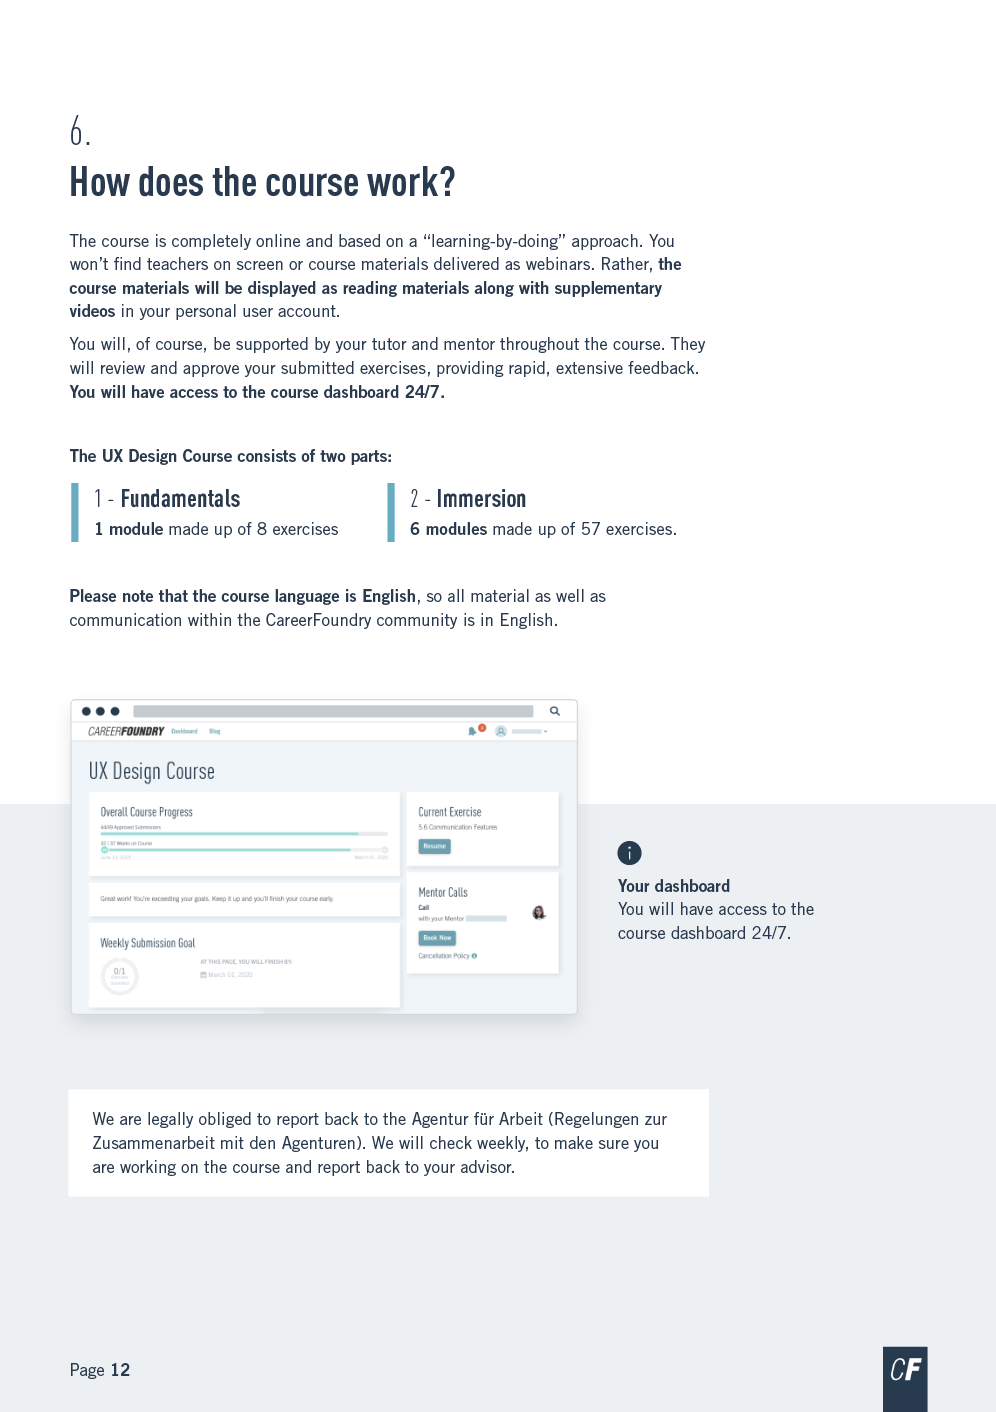 6.
How does the course work?
The course is completely online and based on a “learning-by-doing” approach. You
won’t find teachers on screen or course materials delivered as webinars. Rather, the
course materials will be displayed as reading materials along with supplementary
videos in your personal user account.
You will, of course, be supported by your tutor and mentor throughout the course. They
will review and approve your submitted exercises, providing rapid, extensive feedback.
You will have access to the course dashboard 24/7.
The UX Design Course consists of two parts:
1 - Fundamentals
1 module made up of 8 exercises
2 - Immersion
6 modules made up of 57 exercises.
Please note that the course language is English, so all material as well as
communication within the CareerFoundry community is in English.
CAREERFOUNDRY Dashboard Blog
UX Design Course
Overall Course Progress
Approved Submissions
Weeks on Course
March 01, 2020
Great work! You're exceeding your goals. Keep it up and you'll finish your course early.
Weekly Submission Goal
0/1
AT THIS PACE, YOU WILL FINISH BY:
March 01, 2020
Current Exercise
5.6 Communication Features
Resume
Mentor Calls
Call
with your Mentor
Book Now
Cancellation Policy
Your dashboard
You will have access to the
course dashboard 24/7.
We are legally obliged to report back to the Agentur für Arbeit (Regelungen zur
Zusammenarbeit mit den Agenturen). We will check weekly, to make sure you
are working on the course and report back to your advisor.
Page 12
CF